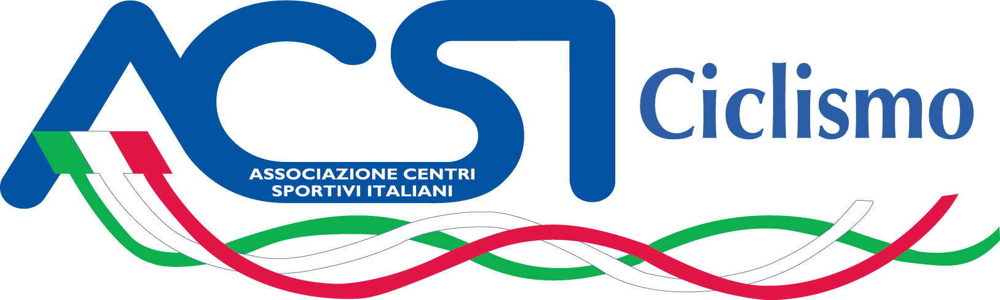 ACSI Ciclismo
ASSOCIAZIONE CENTRI
SPORTIVI ITALIANI